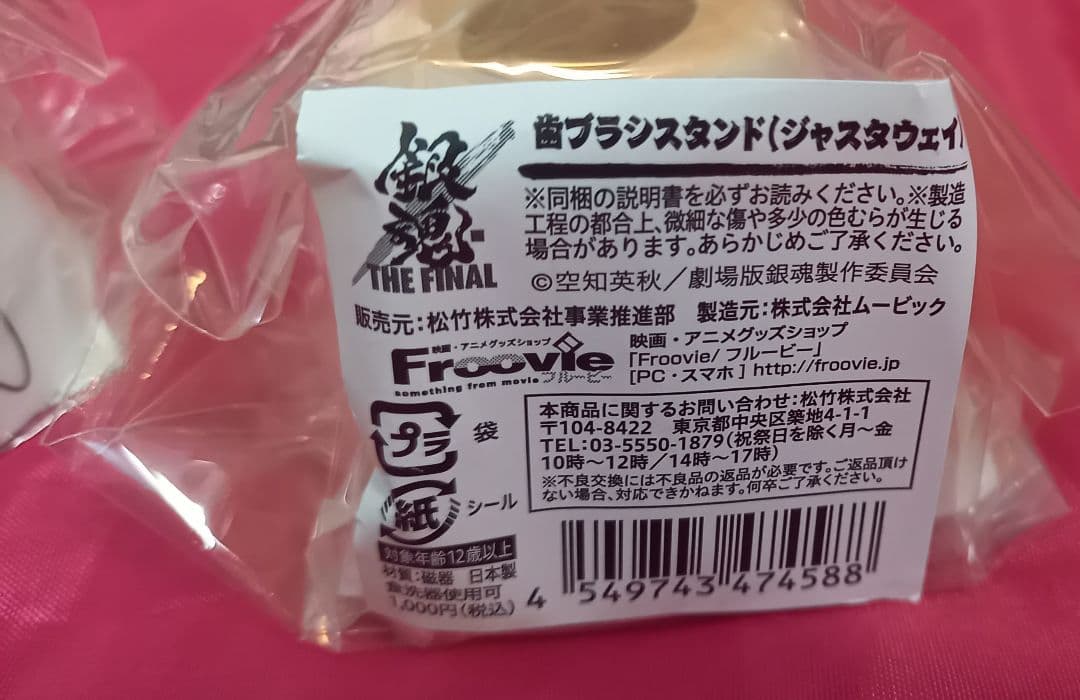 銀魂
THE FINAL
歯ブラシスタンド(ジャスタウェイ)
※同梱の説明書を必ずお読みください。※製造
工程の都合上、微細な傷や多少の色むらが生じる
場合があります。あらかじめご了承ください。
©空知英秋／劇場版銀魂製作委員会
販売元：松竹株式会社事業推進部 製造元：株式会社ムービック
映画・アニメグッズショップ
Froovie
something from movie フルービー
映画・アニメグッズショップ
「Froovie/ フルービー」
[PC・スマホ] http://froovie.jp
プラ 袋
紙 シール
本商品に関するお問い合わせ：松竹株式会社
〒104-8422 東京都中央区築地4-1-1
TEL：03-5550-1879(祝祭日を除く月～金
10時～12時／14時～17時)
※不良交換には不良品の返品が必要です。ご返品頂け
ない場合、対応できかねます。何卒ご了承ください。
対象年齢12歳以上
材質：磁器 日本製
食洗器使用可
1,000円(税込)
4 549743 474588